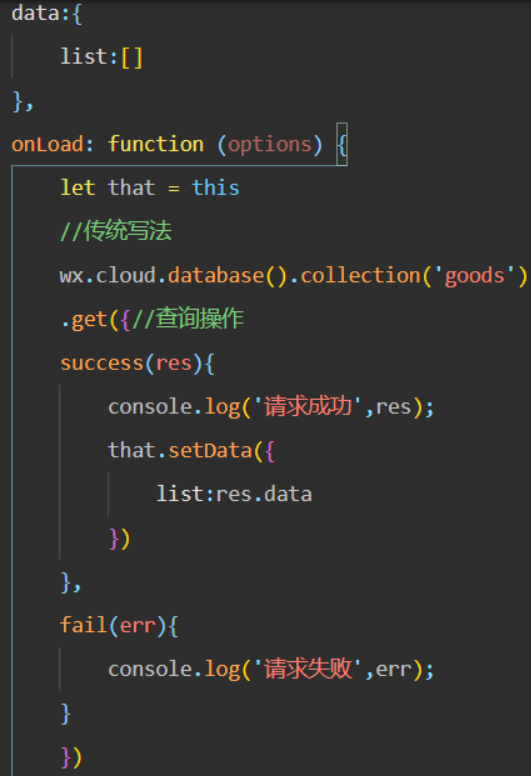 data:{
list:[]
},
onLoad: function (options) {
let that = this
//传统写法
wx.cloud.database().collection('goods')
.get({//查询操作
success(res){
console.log('请求成功',res);
that.setData({
list:res.data
})
},
fail(err){
console.log('请求失败',err);
}
})